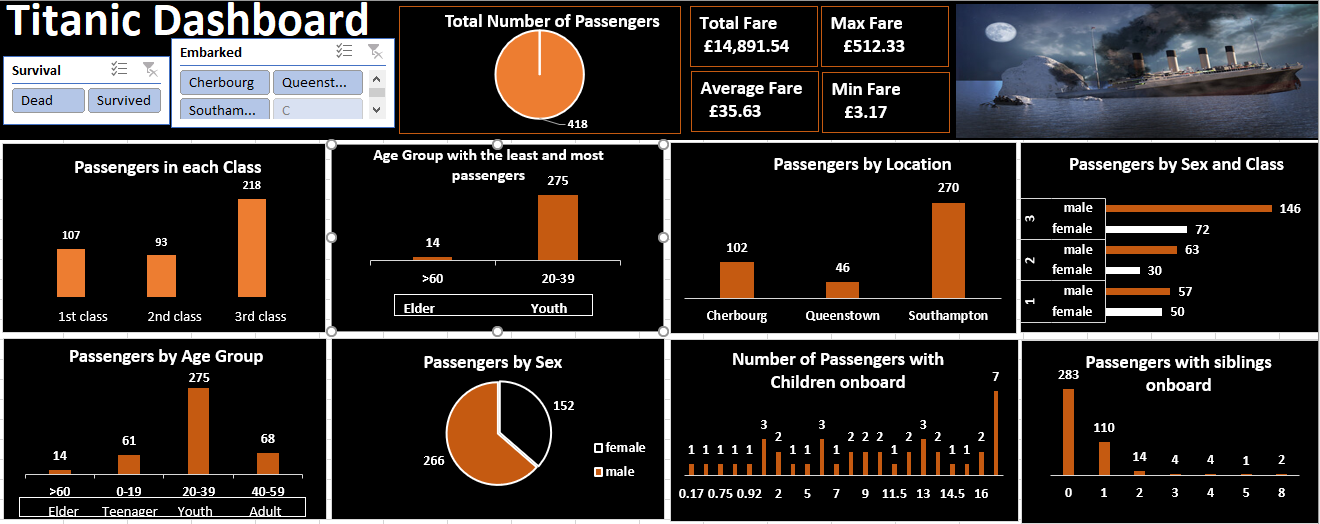 Titanic Dashboard
Survival
Dead
Survived
Embarked
Cherbourg
Queenst...
Southam...
C
Total Number of Passengers
418
Total Fare
£14,891.54
Max Fare
£512.33
Average Fare
£35.63
Min Fare
£3.17
Passengers in each Class
107
93
218
1st class
2nd class
3rd class
Age Group with the least and most
passengers
14
275
>60
20-39
Elder
Youth
Passengers by Location
102
46
270
Cherbourg
Queenstown
Southampton
Passengers by Sex and Class
3
male
146
female
72
2
male
63
female
30
1
male
57
female
50
Passengers by Age Group
14
61
275
68
>60
0-19
20-39
40-59
Elder
Teenager
Youth
Adult
Passengers by Sex
152
266
female
male
Number of Passengers with
Children onboard
1 1 1 1 1 3 2 1 1 3 1 2 2 2 1 2 3 2 1 1 2 7
0.17 0.75 0.92 2 5 7 9 11.5 13 14.5 16
Passengers with siblings
onboard
283
110
14
4
4
1
2
0 1 2 3 4 5 8